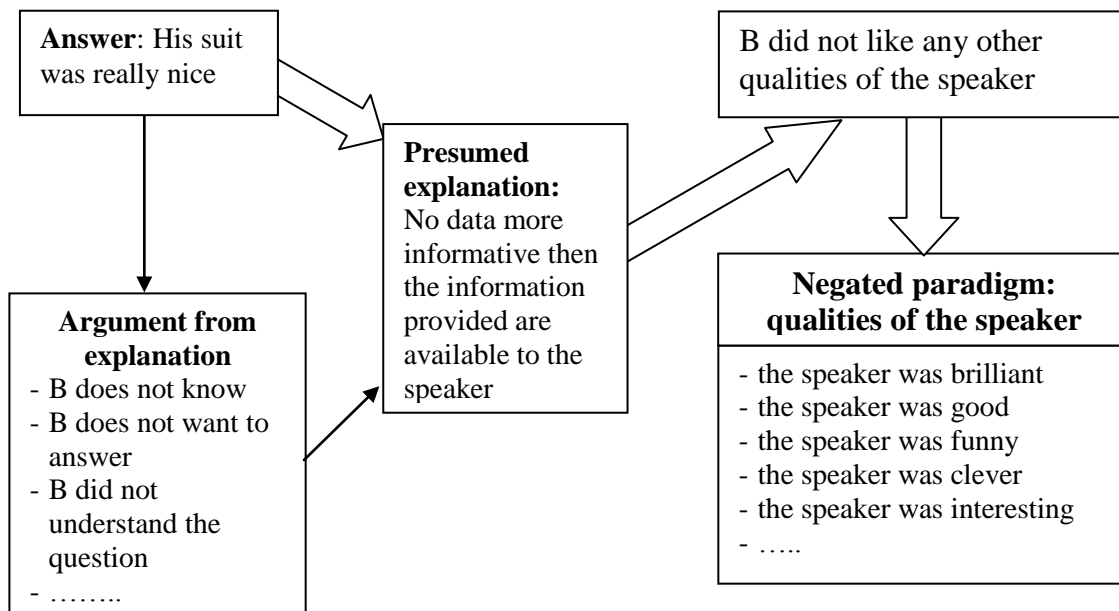 Answer: His suit
was really nice
B did not like any other
qualities of the speaker
Presumed
explanation:
No data more
informative then
the information
provided are
available to the
speaker
Argument from
explanation
- B does not know
- B does not want to
answer
- B did not
understand the
question
- ……..
Negated paradigm:
qualities of the speaker
- the speaker was brilliant
- the speaker was good
- the speaker was funny
- the speaker was clever
- the speaker was interesting
- …..